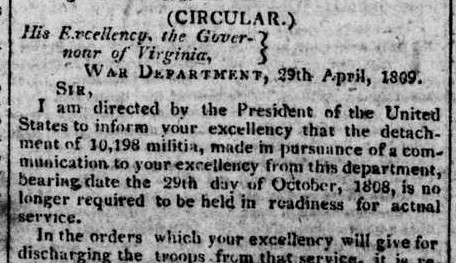 (CIRCULAR.)
His Excellency, the Gover-
nour of Virginia,
WAR DEPARTMENT, 29th April, 1809.
SIR,
I am directed by the President of the United
States to inform your excellency that the detach-
ment of 10,198 militia, made in pursuance of a com-
munication to your excellency from this department,
bearing date the 29th day of October, 1808, is no
longer required to be held in readiness for actual
service.
In the orders which your excellency will give for
discharging the troops from that service, it is re-